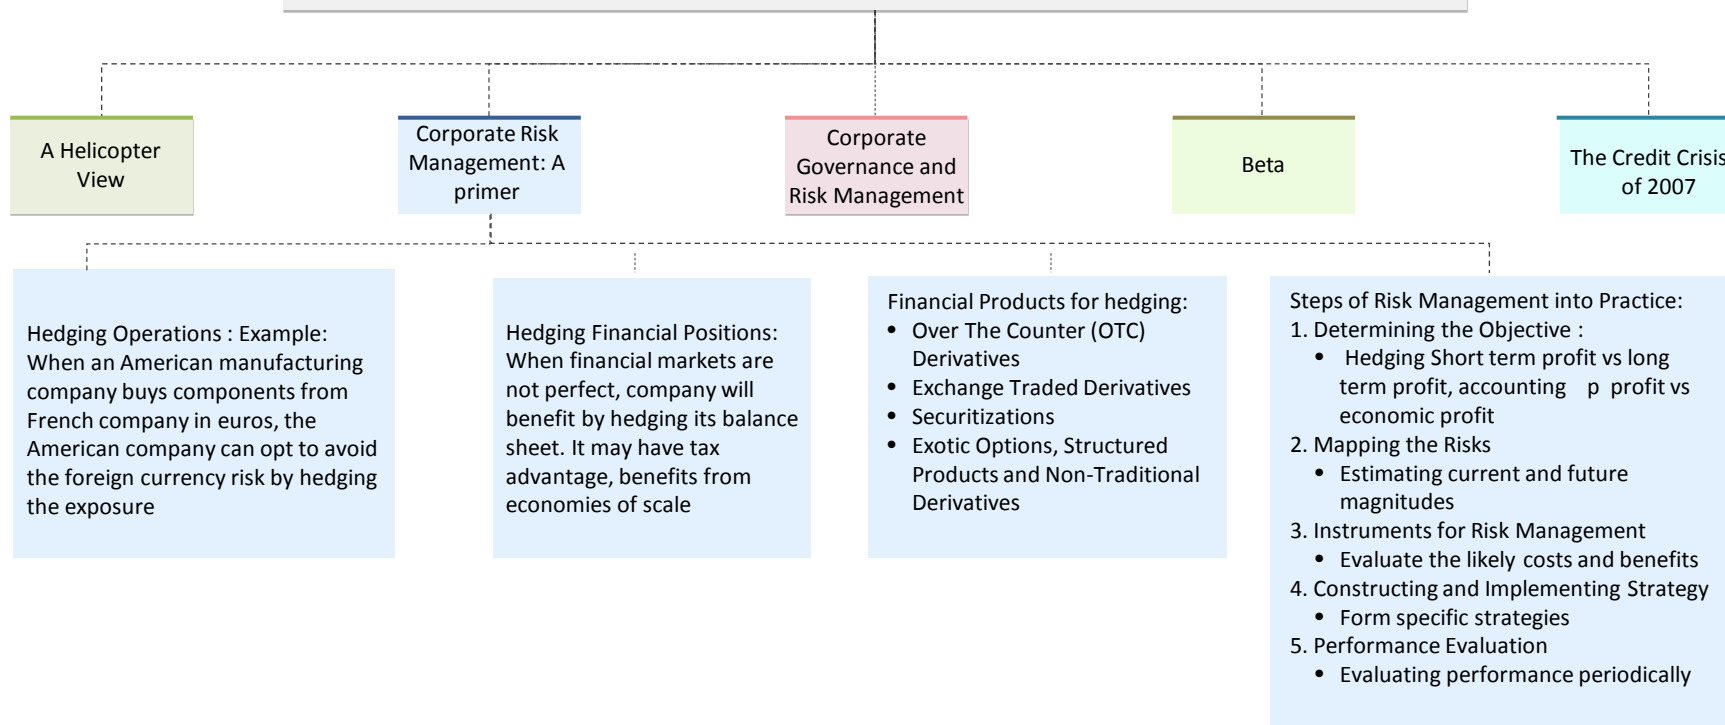 A Helicopter
View
Corporate Risk
Management: A
primer
Corporate
Governance and
Risk Management
Beta
The Credit Crisis
of 2007
Hedging Operations : Example:
When an American manufacturing
company buys components from
French company in euros, the
American company can opt to avoid
the foreign currency risk by hedging
the exposure
Hedging Financial Positions:
When financial markets are
not perfect, company will
benefit by hedging its balance
sheet. It may have tax
advantage, benefits from
economies of scale
Financial Products for hedging:
• Over The Counter (OTC)
Derivatives
• Exchange Traded Derivatives
• Securitizations
• Exotic Options, Structured
Products and Non-Traditional
Derivatives
Steps of Risk Management into Practice:
1. Determining the Objective :
• Hedging Short term profit vs long
term profit, accounting p profit vs
economic profit
2. Mapping the Risks
• Estimating current and future
magnitudes
3. Instruments for Risk Management
• Evaluate the likely costs and benefits
4. Constructing and Implementing Strategy
• Form specific strategies
5. Performance Evaluation
• Evaluating performance periodically